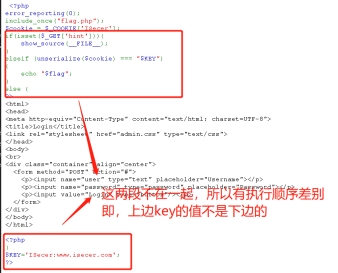 <?php
error_reporting(0);
include_once("flag.php");
$cookie = $_COOKIE['ISecer'];
if(isset($_GET['hint'])){
    show_source(__FILE__);
}
elseif (unserialize($cookie) === "$KEY")
{
    echo "$flag";
}
else {
?>
<html>
<head>
<meta http-equiv="Content-Type" content="text/html; charset=UTF-8">
<title>Login</title>
<link rel="stylesheet" href="admin.css" type="text/css">
</head>
<body>
<br>
<div class="container" align="center">
  <form method="POST" action="#">
    <p><input name="user" type="text" placeholder="Username"></p>
    <p><input name="password" type="password" placeholder="Password"></p>
    <p><input value="Login"
这两段不在一起，所以有执行顺序差别
即，上边key的值不是下边的
  </form>
</div>
</body>
</html>
<?php
}
$KEY='ISecer:www.isecer.com';
?>